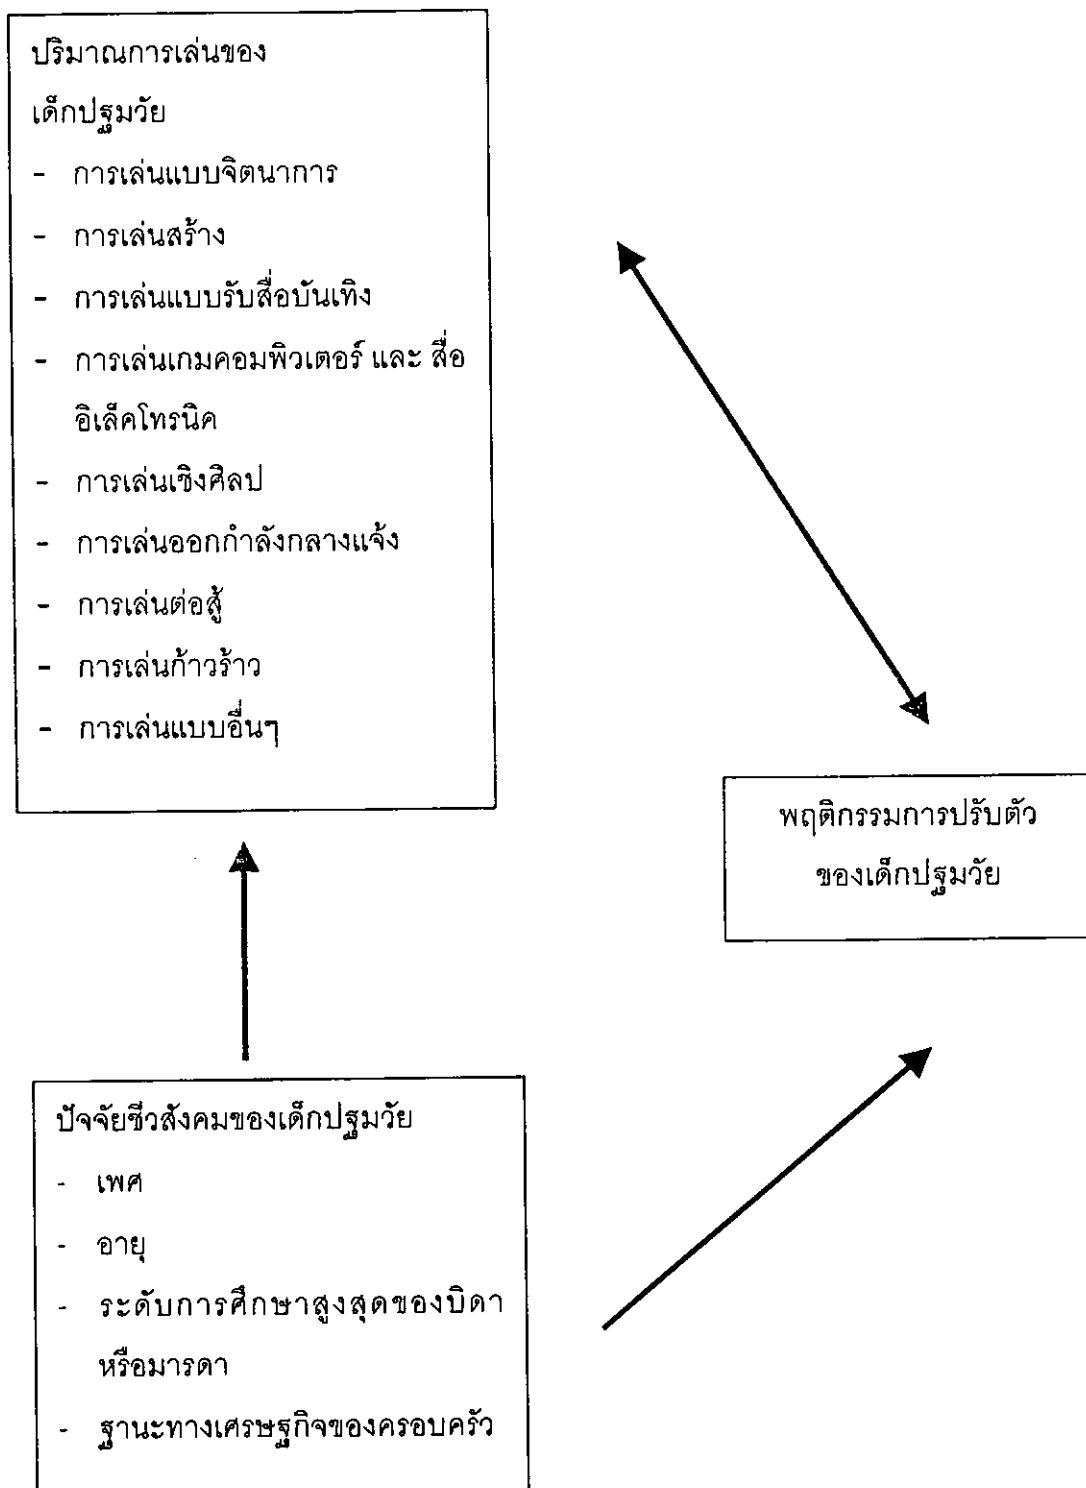 ปริมาณการเล่นของ
เด็กปฐมวัย
- การเล่นแบบจิตนาการ
- การเล่นสร้าง
- การเล่นแบบรับสื่อบันเทิง
- การเล่นเกมคอมพิวเตอร์ และ สื่อ
อิเล็คโทรนิค
- การเล่นเชิงศิลป
- การเล่นออกกำลังกลางแจ้ง
- การเล่นต่อสู้
- การเล่นก้าวร้าว
- การเล่นแบบอื่นๆ
พฤติกรรมการปรับตัว
ของเด็กปฐมวัย
ปัจจัยชีวสังคมของเด็กปฐมวัย
- เพศ
- อายุ
- ระดับการศึกษาสูงสุดของบิดา
หรือมารดา
- ฐานะทางเศรษฐกิจของครอบครัว